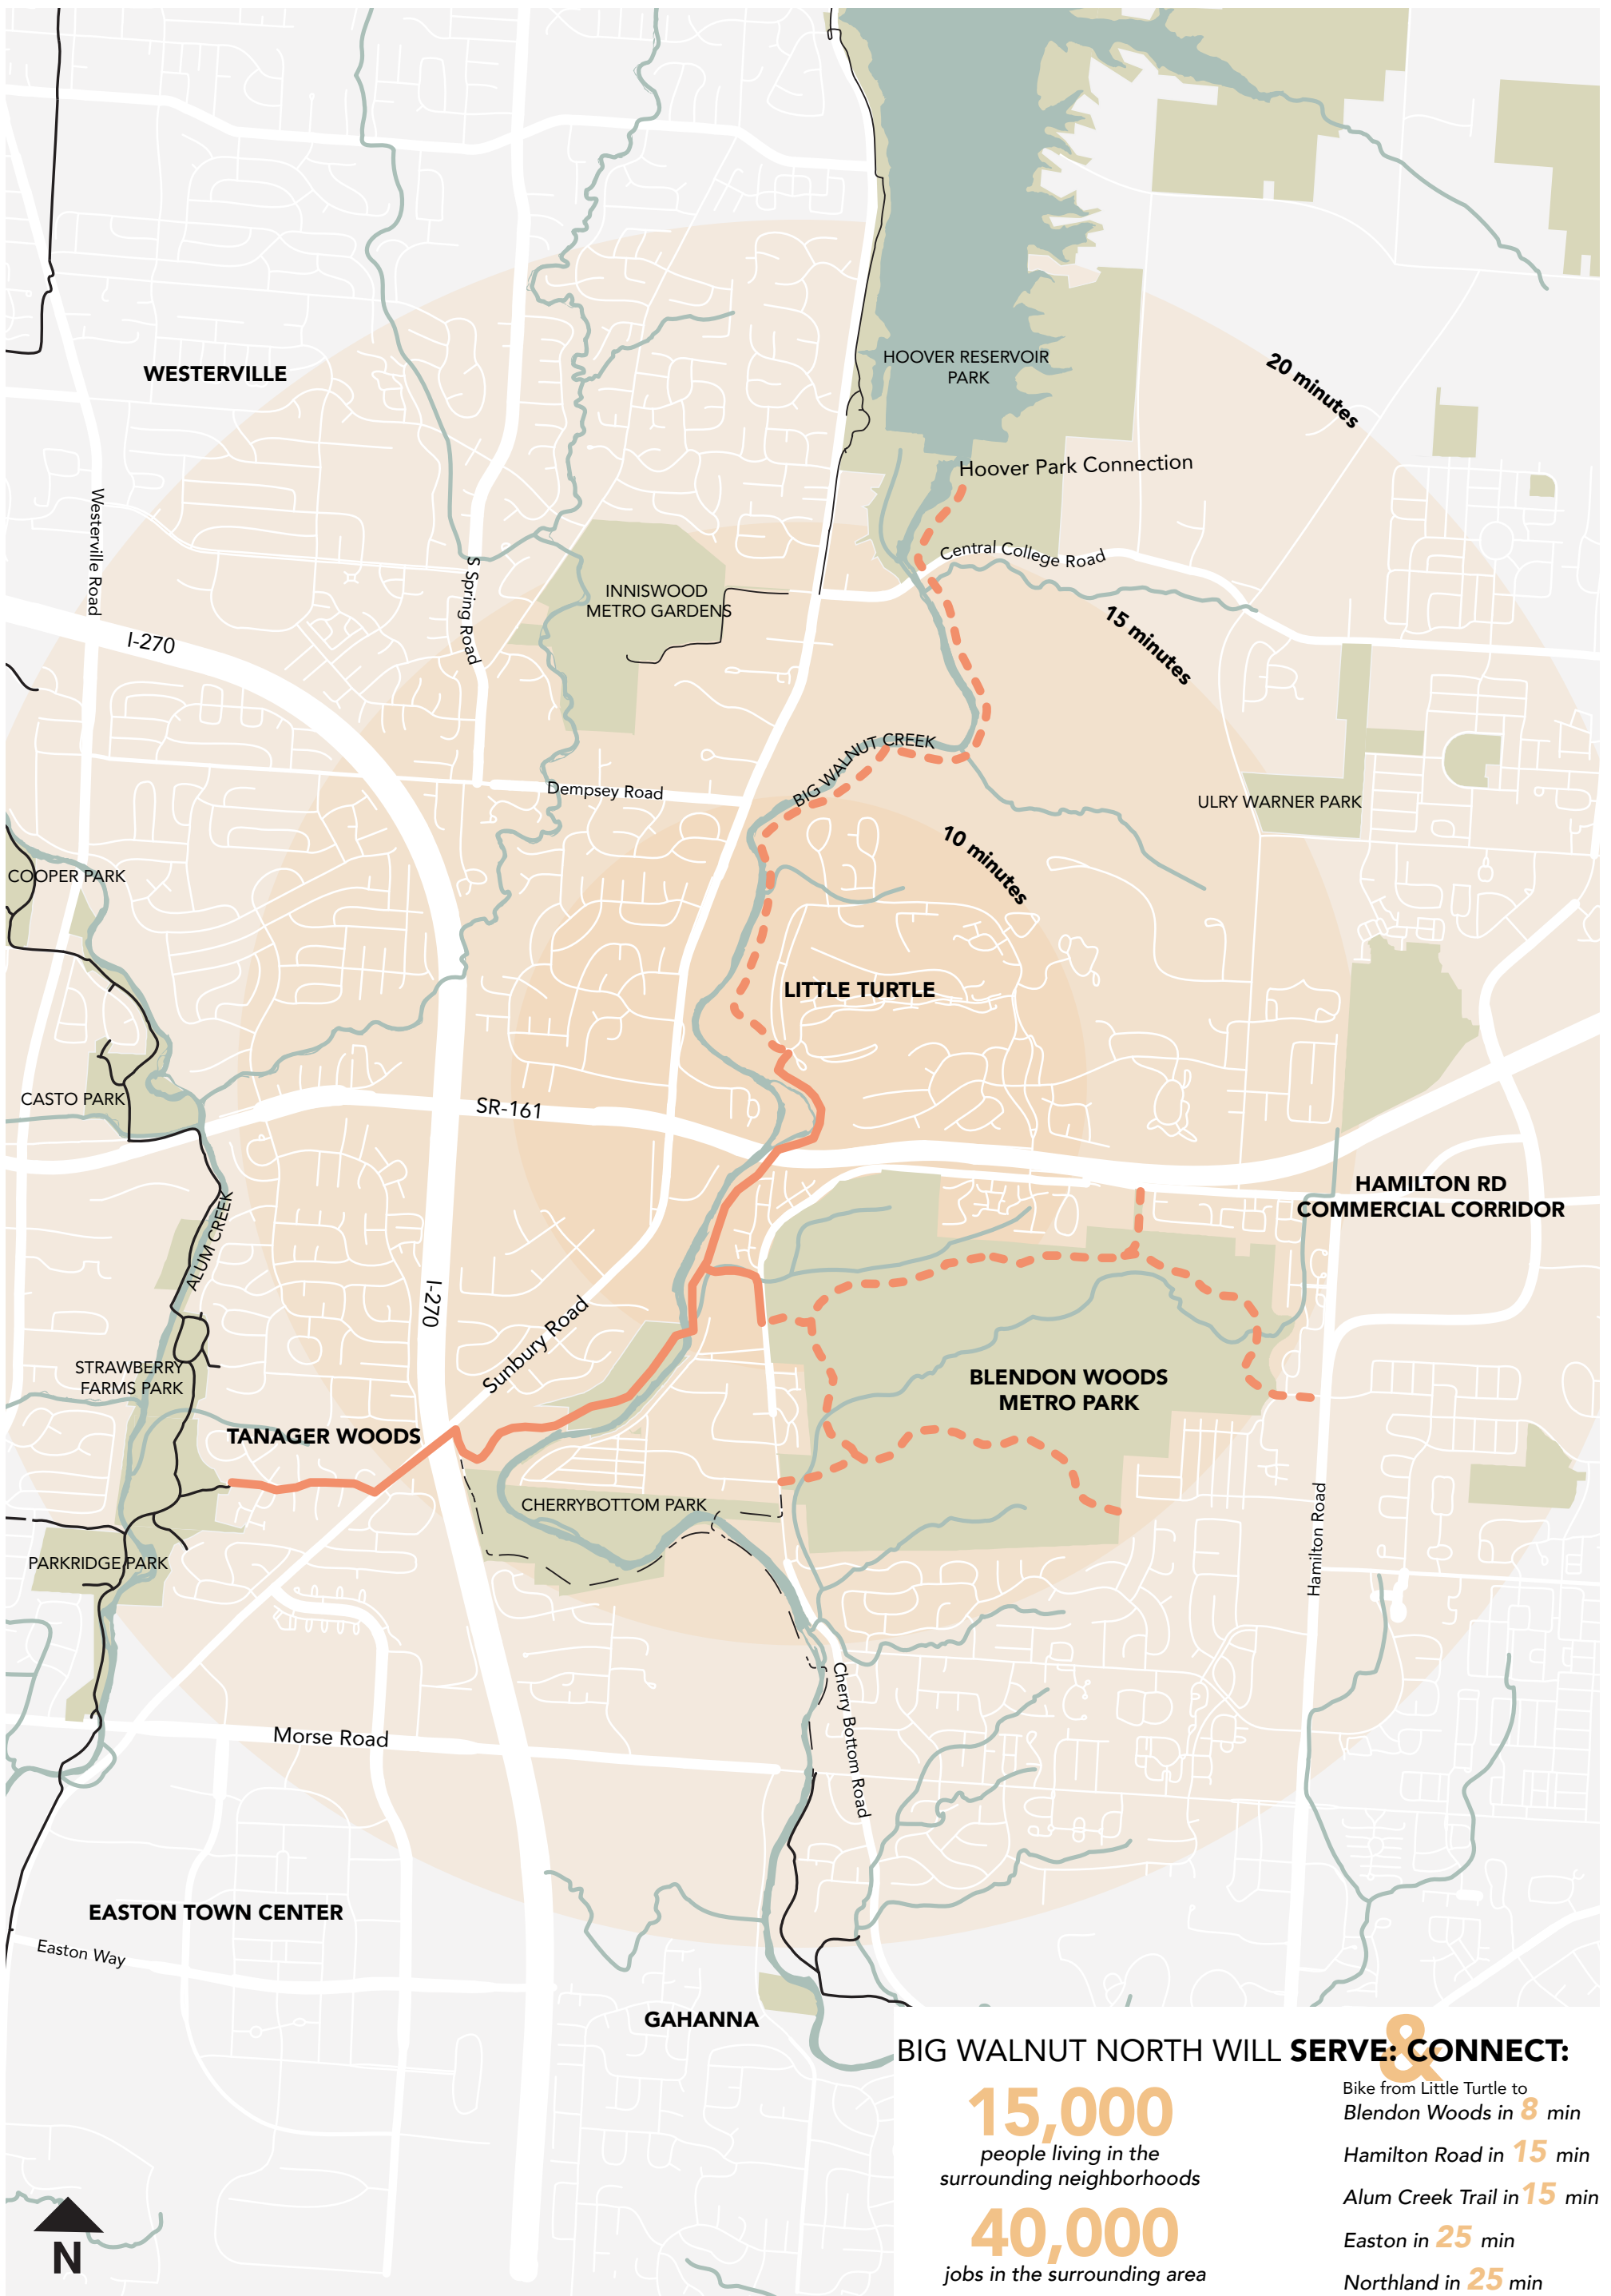 HOOVER RESERVOIR
PARK
20 minutes
WESTERVILLE
Hoover Park Connection
Westerville Road
Central College Road
S Spring Road
INNISWOOD
METRO GARDENS
15 minutes
I-270
BIG WALNUT CREEK
Dempsey Road
ULRY WARNER PARK
10 minutes
COOPER PARK
LITTLE TURTLE
CASTO PARK
SR-161
HAMILTON RD
COMMERCIAL CORRIDOR
ALUM CREEK
I-270
Sunbury Road
STRAWBERRY
FARMS PARK
BLENDON WOODS
METRO PARK
TANAGER WOODS
CHERRYBOTTOM PARK
Hamilton Road
PARKRIDGE PARK
Cherry Bottom Road
Morse Road
EASTON TOWN CENTER
Easton Way
GAHANNA
BIG WALNUT NORTH WILL SERVE: & CONNECT:
15,000
people living in the
surrounding neighborhoods
40,000
jobs in the surrounding area
Bike from Little Turtle to
Blendon Woods in 8 min
Hamilton Road in 15 min
Alum Creek Trail in 15 min
Easton in 25 min
Northland in 25 min
N